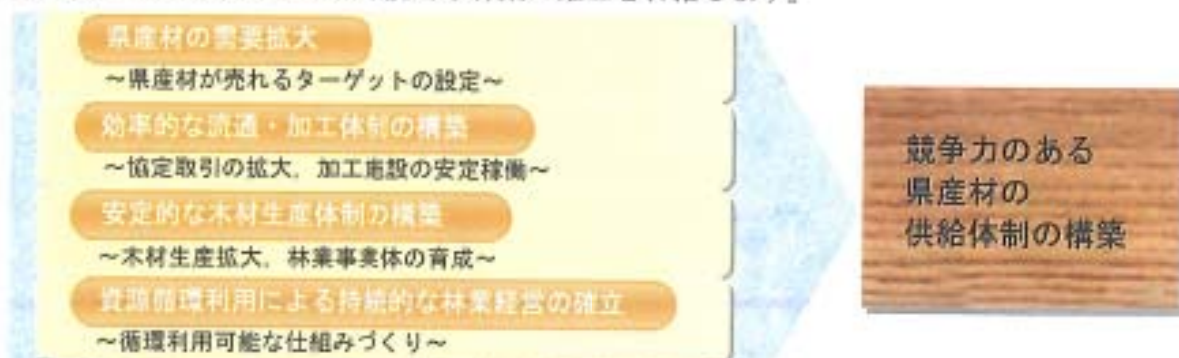 県産材の需要拡大
～県産材が売れるターゲットの設定～
効率的な流通・加工体制の構築
～協定取引の拡大，加工施設の安定稼働～
安定的な木材生産体制の構築
～木材生産拡大，林業事業体の育成～
資源循環利用による持続的な林業経営の確立
～循環利用可能な仕組みづくり～
競争力のある
県産材の
供給体制の構築